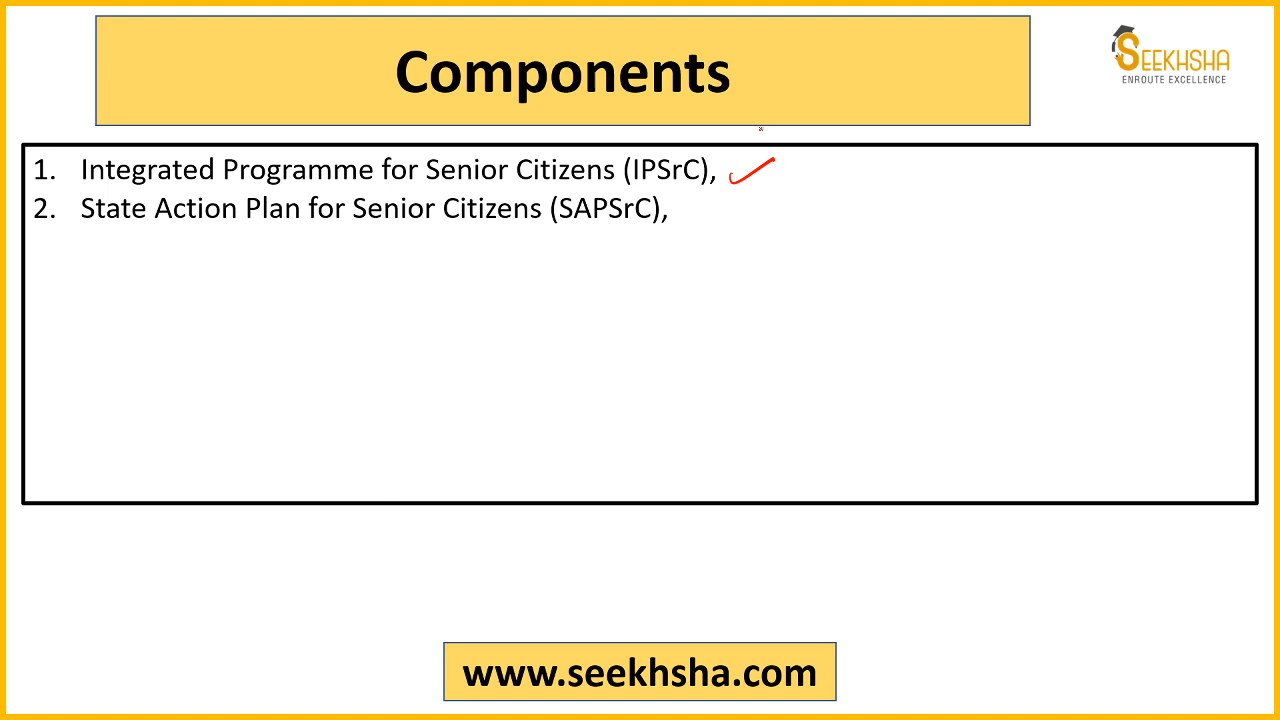 Components
SEEKHSHA
ENROUTE EXCELLENCE
1. Integrated Programme for Senior Citizens (IPSrC),
2. State Action Plan for Senior Citizens (SAPSrC),
www.seekhsha.com